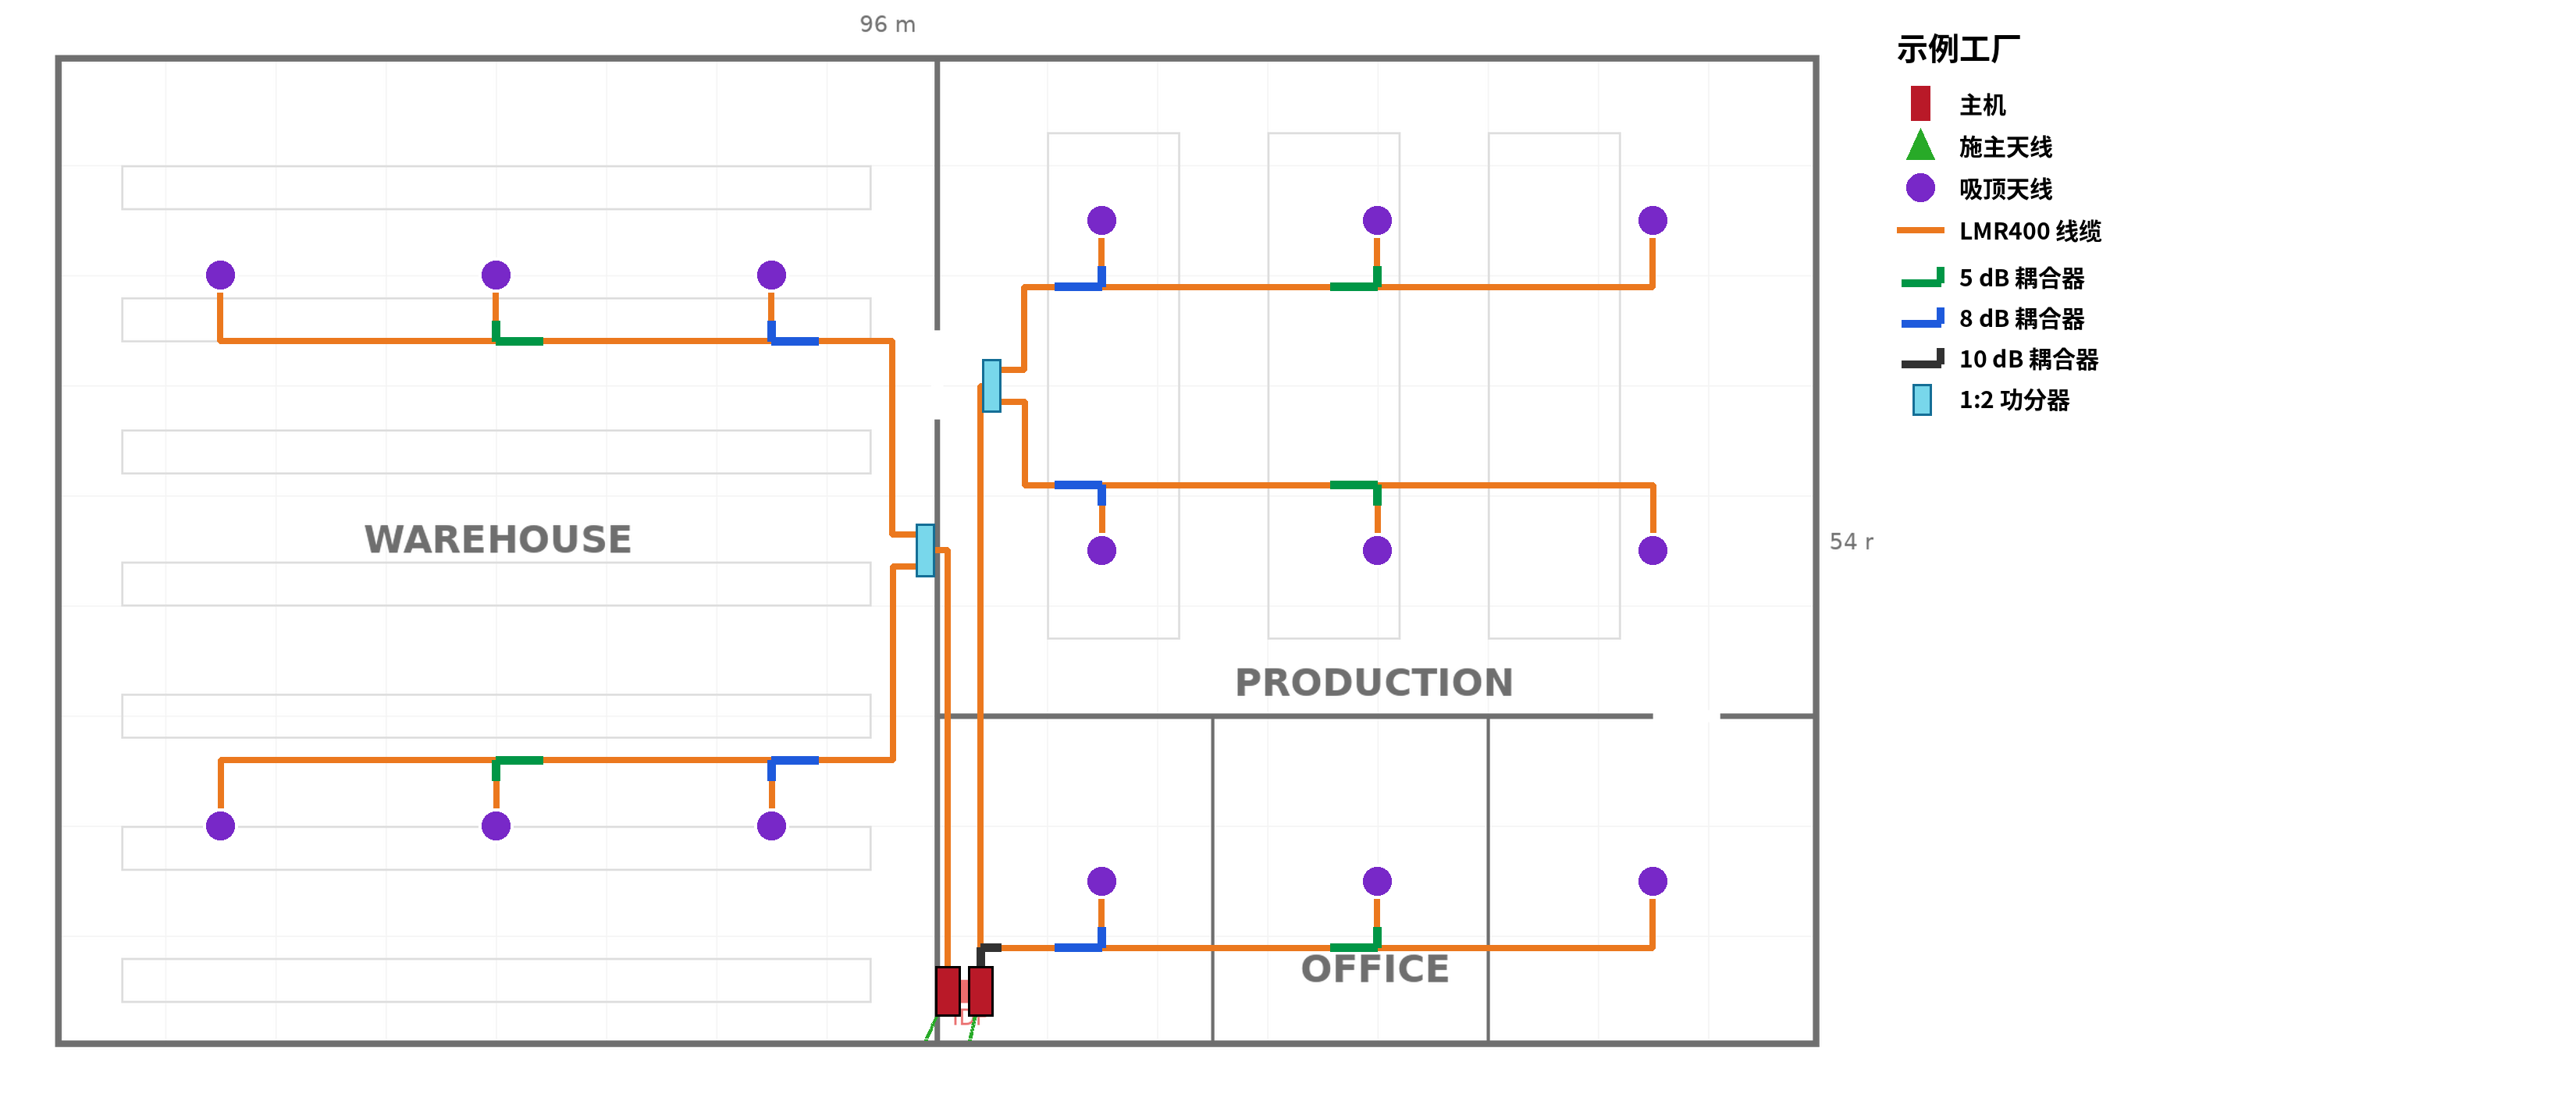 96 m
示例工厂
主机
施主天线
吸顶天线
LMR400 线缆
5 dB 耦合器
8 dB 耦合器
10 dB 耦合器
1:2 功分器
WAREHOUSE
54 r
PRODUCTION
OFFICE